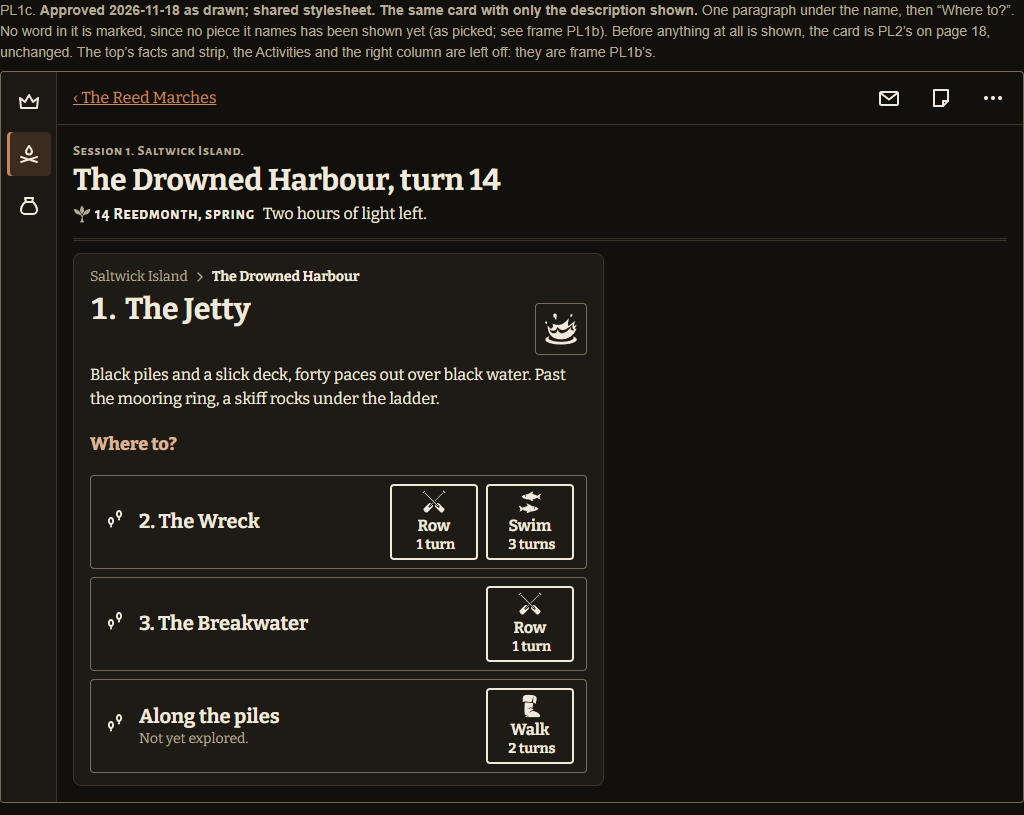 PL1c. Approved 2026-11-18 as drawn; shared stylesheet. The same card with only the description shown. One paragraph under the name, then “Where to?”.
No word in it is marked, since no piece it names has been shown yet (as picked; see frame PL1b). Before anything at all is shown, the card is PL2’s on page 18,
unchanged. The top’s facts and strip, the Activities and the right column are left off: they are frame PL1b’s.
‹ The Reed Marches
Session 1. Saltwick Island.
The Drowned Harbour, turn 14
14 Reedmonth, spring Two hours of light left.
Saltwick Island > The Drowned Harbour
1. The Jetty
Black piles and a slick deck, forty paces out over black water. Past
the mooring ring, a skiff rocks under the ladder.
Where to?
2. The Wreck
Row
1 turn
Swim
3 turns
3. The Breakwater
Row
1 turn
Along the piles
Not yet explored.
Walk
2 turns